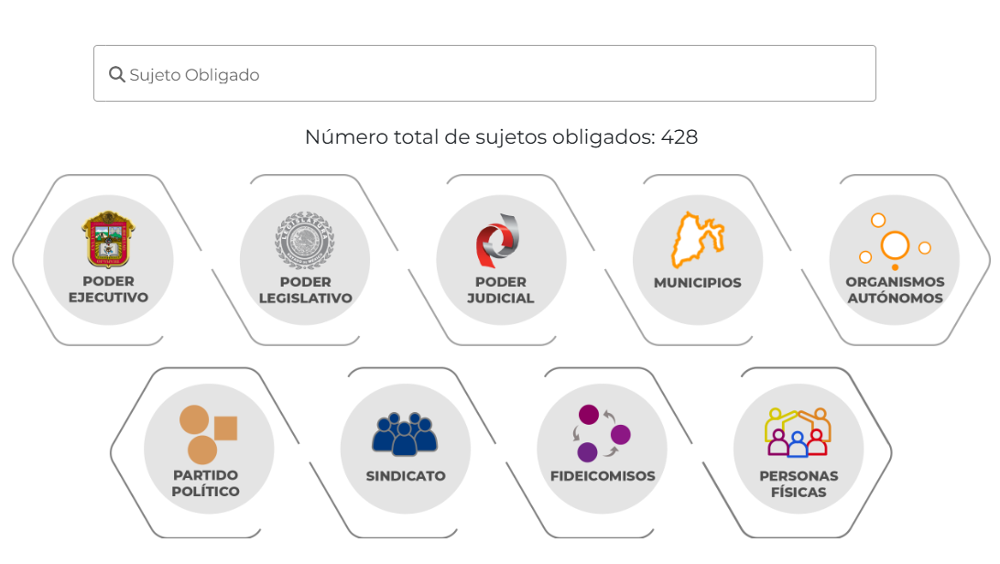 Sujeto Obligado
Número total de sujetos obligados: 428
PODER
EJECUTIVO
LEGISLATURA
PODER
LEGISLATIVO
PODER
JUDICIAL
MUNICIPIOS
ORGANISMOS
AUTÓNOMOS
PARTIDO
POLÍTICO
SINDICATO
FIDEICOMISOS
PERSONAS
FÍSICAS